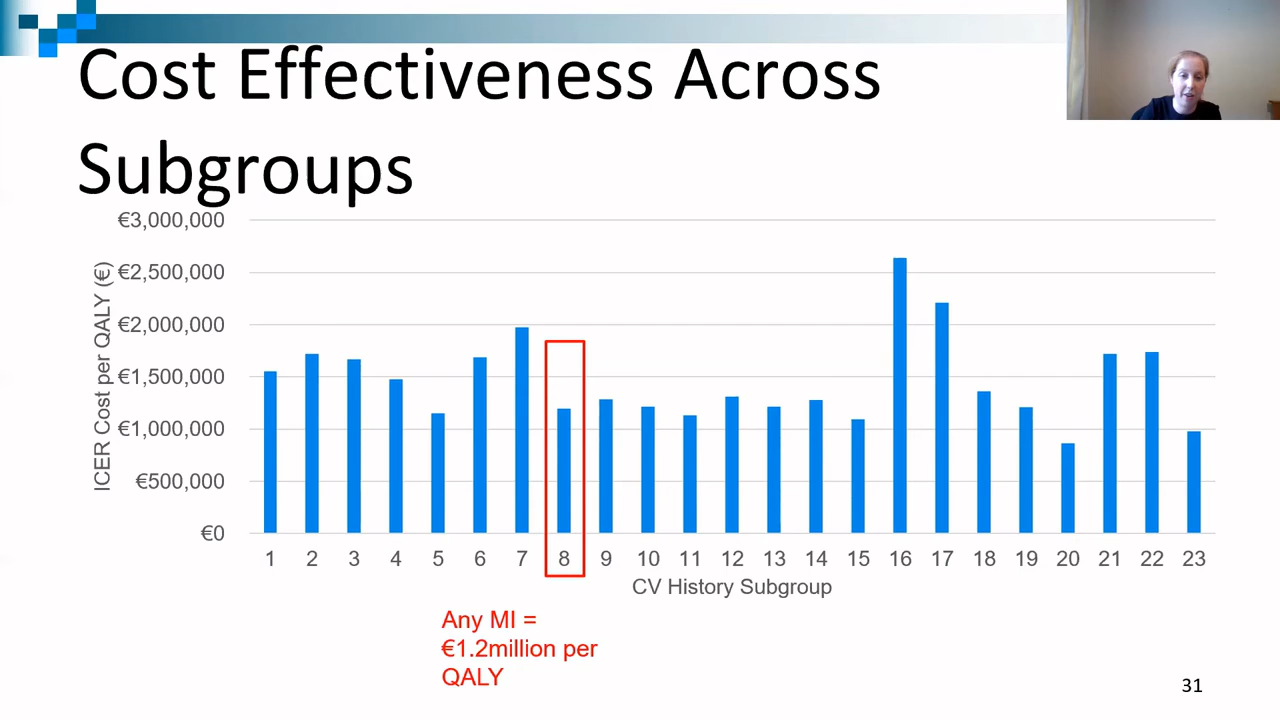 Cost Effectiveness Across
Subgroups
ICER Cost per QALY (€)
€3,000,000
€2,500,000
€2,000,000
€1,500,000
€1,000,000
€500,000
€0
1 2 3 4 5 6 7 8 9 10 11 12 13 14 15 16 17 18 19 20 21 22 23
CV History Subgroup
Any MI =
€1.2million per
QALY
31